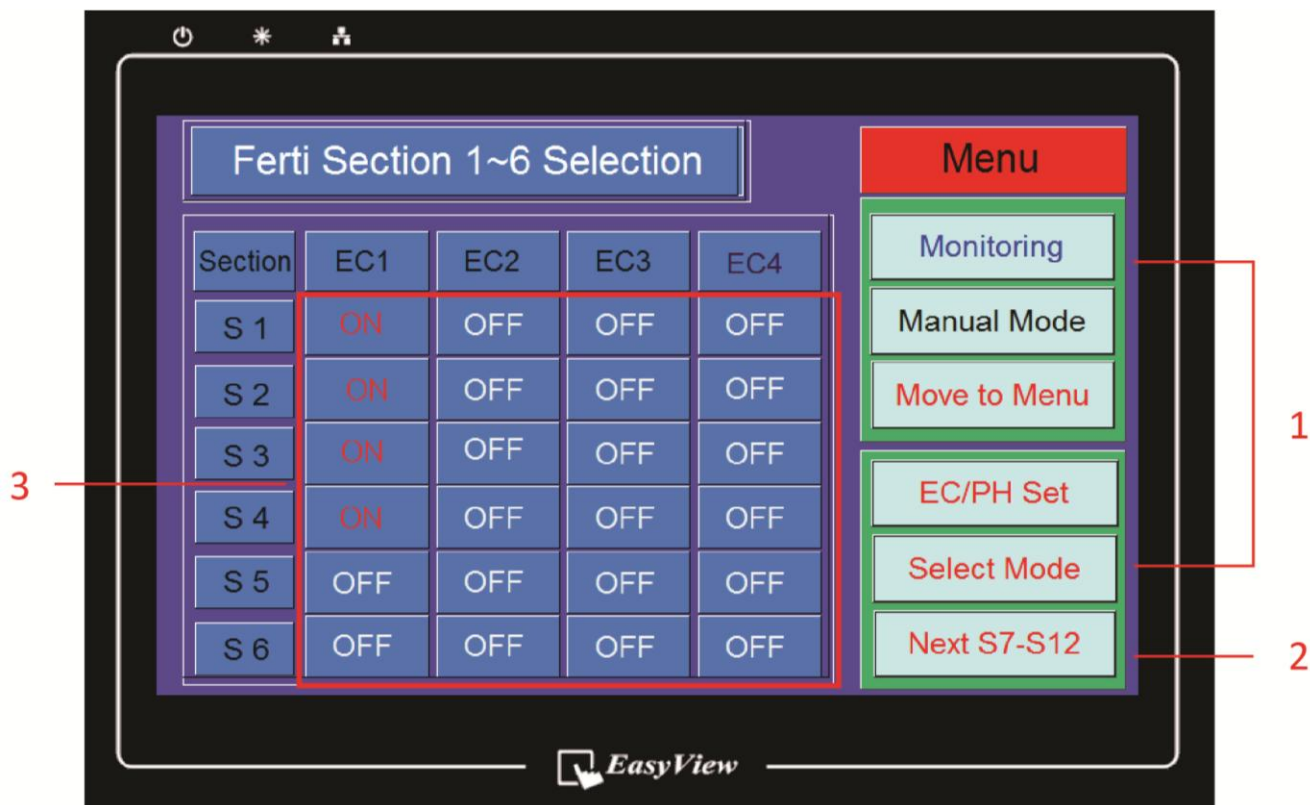 Ferti Section 1~6 Selection
Menu
Section EC1 EC2 EC3 EC4
S 1 ON OFF OFF OFF
S 2 ON OFF OFF OFF
S 3 ON OFF OFF OFF
S 4 ON OFF OFF OFF
S 5 OFF OFF OFF OFF
S 6 OFF OFF OFF OFF
Monitoring
Manual Mode
Move to Menu
EC/PH Set
Select Mode
Next S7-S12
1
2
3
EasyView